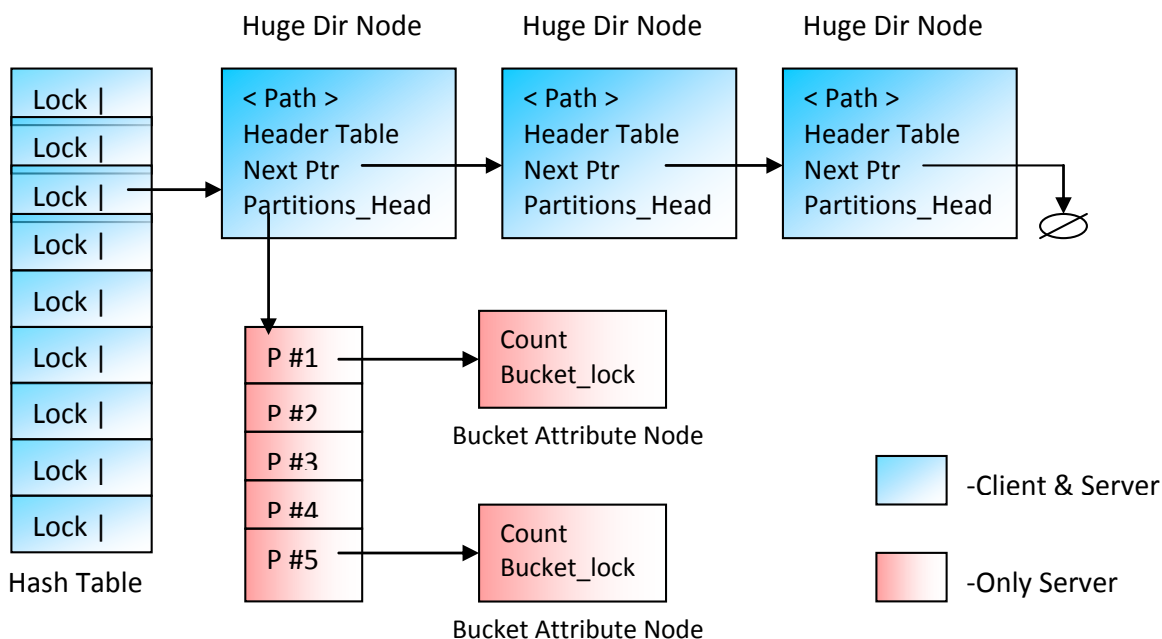 Huge Dir Node
Huge Dir Node
Huge Dir Node
Lock |
Lock |
Lock |
Lock |
Lock |
Lock |
Lock |
Lock |
Lock |
Hash Table
< Path >
Header Table
Next Ptr
Partitions_Head
< Path >
Header Table
Next Ptr
Partitions_Head
< Path >
Header Table
Next Ptr
Partitions_Head
P #1
P #2
P #3
P #4
P #5
Count
Bucket_lock
Bucket Attribute Node
Count
Bucket_lock
Bucket Attribute Node
-Client & Server
-Only Server